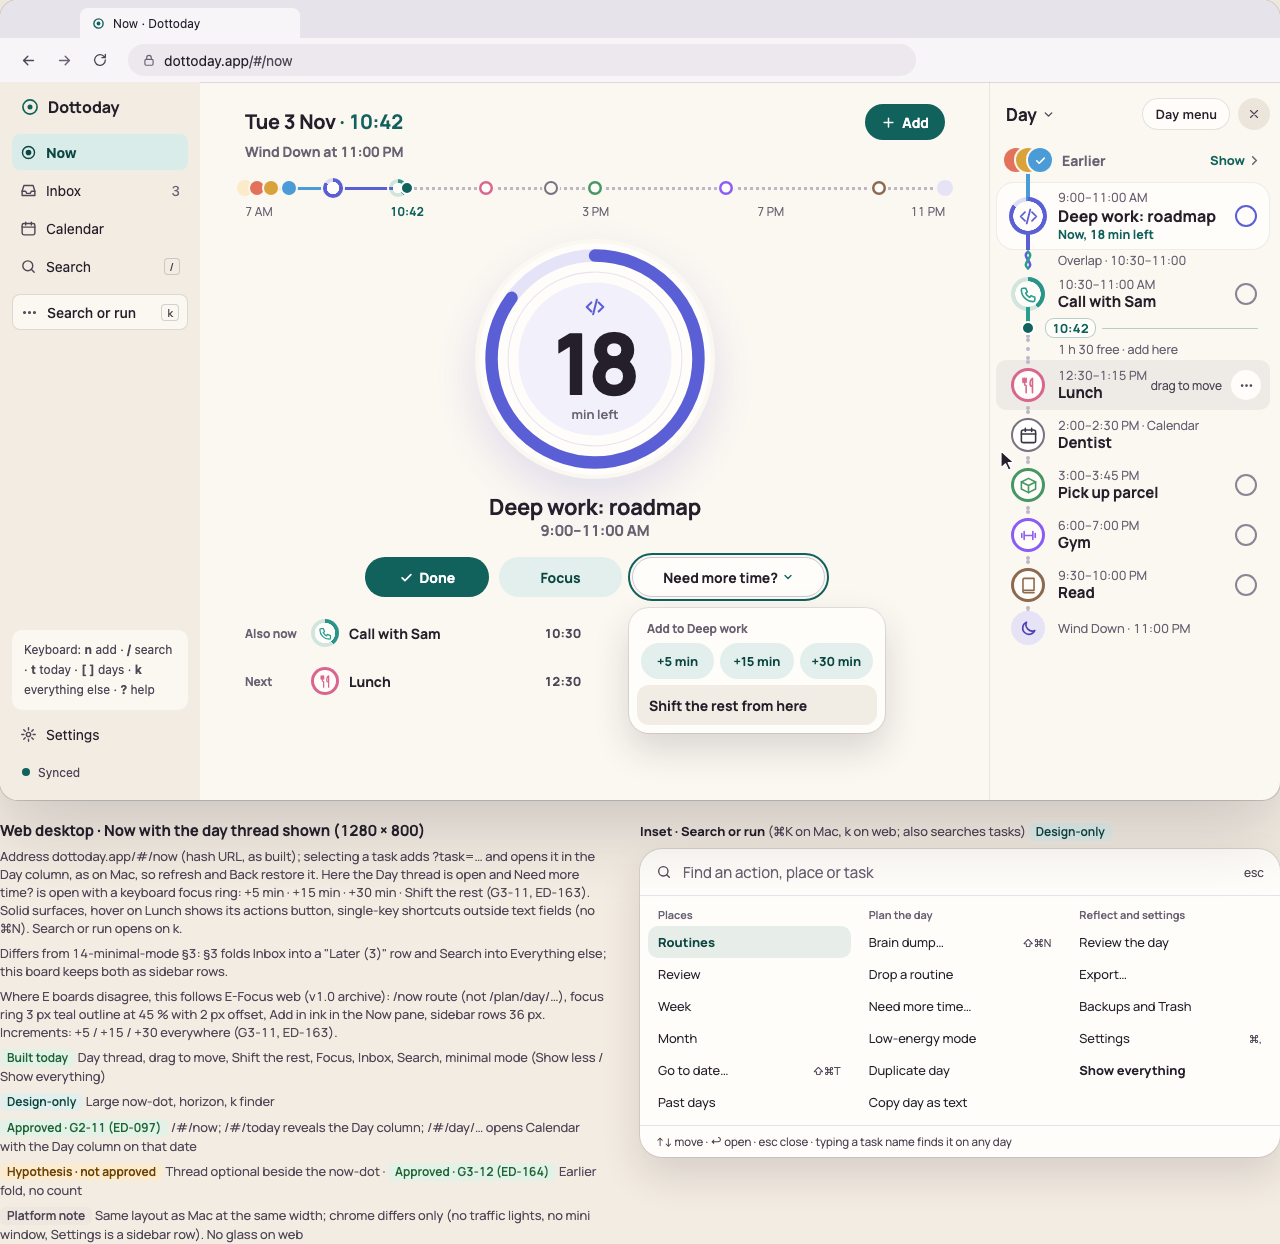 Now · Dottoday
dottoday.app/#/now
Dottoday
Now
Inbox 3
Calendar
Search /
Search or run k
Keyboard: n add · / search
· t today · [ ] days · k
everything else · ? help
Settings
Synced
Tue 3 Nov · 10:42
Wind Down at 11:00 PM
+ Add
7 AM 10:42 3 PM 7 PM 11 PM
18
min left
Deep work: roadmap
9:00–11:00 AM
Done
Focus
Need more time?
Also now Call with Sam 10:30
Next Lunch 12:30
Add to Deep work
+5 min +15 min +30 min
Shift the rest from here
Day
Day menu
Earlier Show
9:00–11:00 AM
Deep work: roadmap
Now, 18 min left
Overlap · 10:30–11:00
10:30–11:00 AM
Call with Sam
10:42
1 h 30 free · add here
12:30–1:15 PM
Lunch
drag to move
2:00–2:30 PM · Calendar
Dentist
3:00–3:45 PM
Pick up parcel
6:00–7:00 PM
Gym
9:30–10:00 PM
Read
Wind Down · 11:00 PM
Web desktop · Now with the day thread shown (1280 × 800)
Address dottoday.app/#/now (hash URL, as built); selecting a task adds ?task=… and opens it in the
Day column, as on Mac, so refresh and Back restore it. Here the Day thread is open and Need more
time? is open with a keyboard focus ring: +5 min · +15 min · +30 min · Shift the rest (G3-11, ED-163).
Solid surfaces, hover on Lunch shows its actions button, single-key shortcuts outside text fields (no
⌘N). Search or run opens on k.
Differs from 14-minimal-mode §3: §3 folds Inbox into a "Later (3)" row and Search into Everything else;
this board keeps both as sidebar rows.
Where E boards disagree, this follows E-Focus web (v1.0 archive): /now route (not /plan/day/…), focus
ring 3 px teal outline at 45 % with 2 px offset, Add in ink in the Now pane, sidebar rows 36 px.
Increments: +5 / +15 / +30 everywhere (G3-11, ED-163).
Built today Day thread, drag to move, Shift the rest, Focus, Inbox, Search, minimal mode (Show less /
Show everything)
Design-only Large now-dot, horizon, k finder
Approved · G2-11 (ED-097) /#/now; /#/today reveals the Day column; /#/day/… opens Calendar
with the Day column on that date
Hypothesis · not approved Thread optional beside the now-dot · Approved · G3-12 (ED-164) Earlier
fold, no count
Platform note Same layout as Mac at the same width; chrome differs only (no traffic lights, no mini
window, Settings is a sidebar row). No glass on web
Inset · Search or run (⌘K on Mac, k on web; also searches tasks) Design-only
Find an action, place or task esc
Places
Routines
Review
Week
Month
Go to date… ⇧⌘T
Past days
Plan the day
Brain dump… ⇧⌘N
Drop a routine
Need more time…
Low-energy mode
Duplicate day
Copy day as text
Reflect and settings
Review the day
Export…
Backups and Trash
Settings ⌘,
Show everything
↑↓ move · ↩ open · esc close · typing a task name finds it on any day